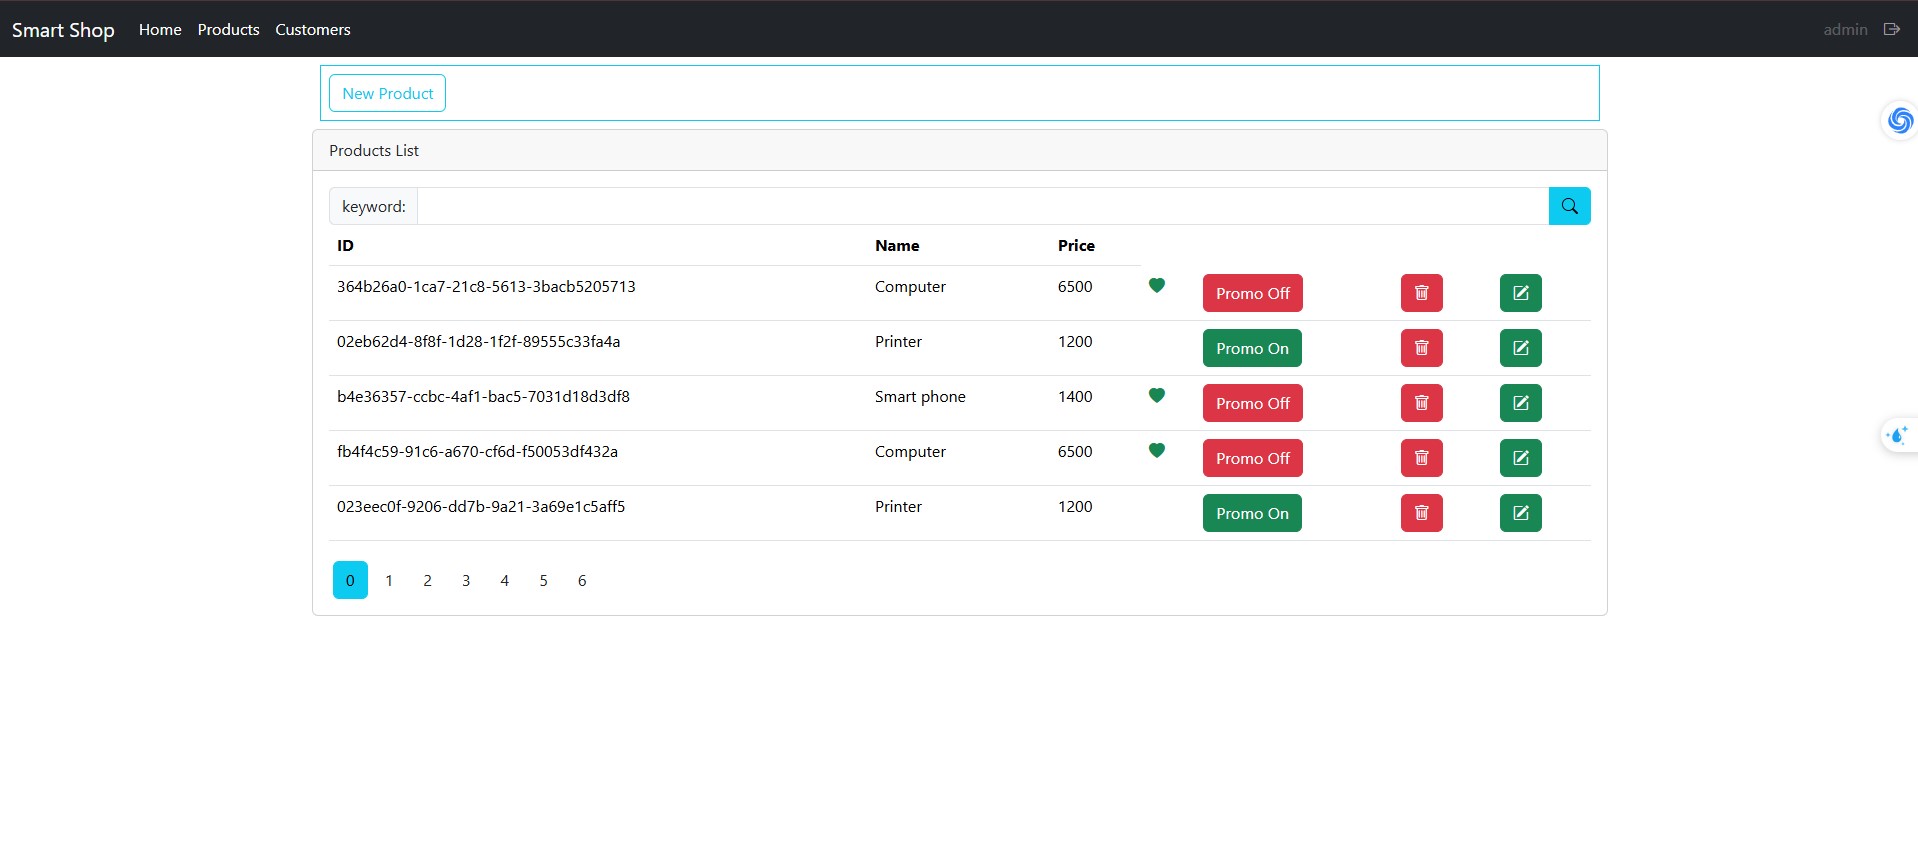 Smart Shop Home Products Customers admin
New Product
Products List
keyword:
ID Name Price
364b26a0-1ca7-21c8-5613-3bacb5205713 Computer 6500 Promo Off
02eb62d4-8f8f-1d28-1f2f-89555c33fa4a Printer 1200 Promo On
b4e36357-ccbc-4af1-bac5-7031d18d3df8 Smart phone 1400 Promo Off
fb4f4c59-91c6-a670-cf6d-f50053df432a Computer 6500 Promo Off
023eec0f-9206-dd7b-9a21-3a69e1c5aff5 Printer 1200 Promo On
0 1 2 3 4 5 6